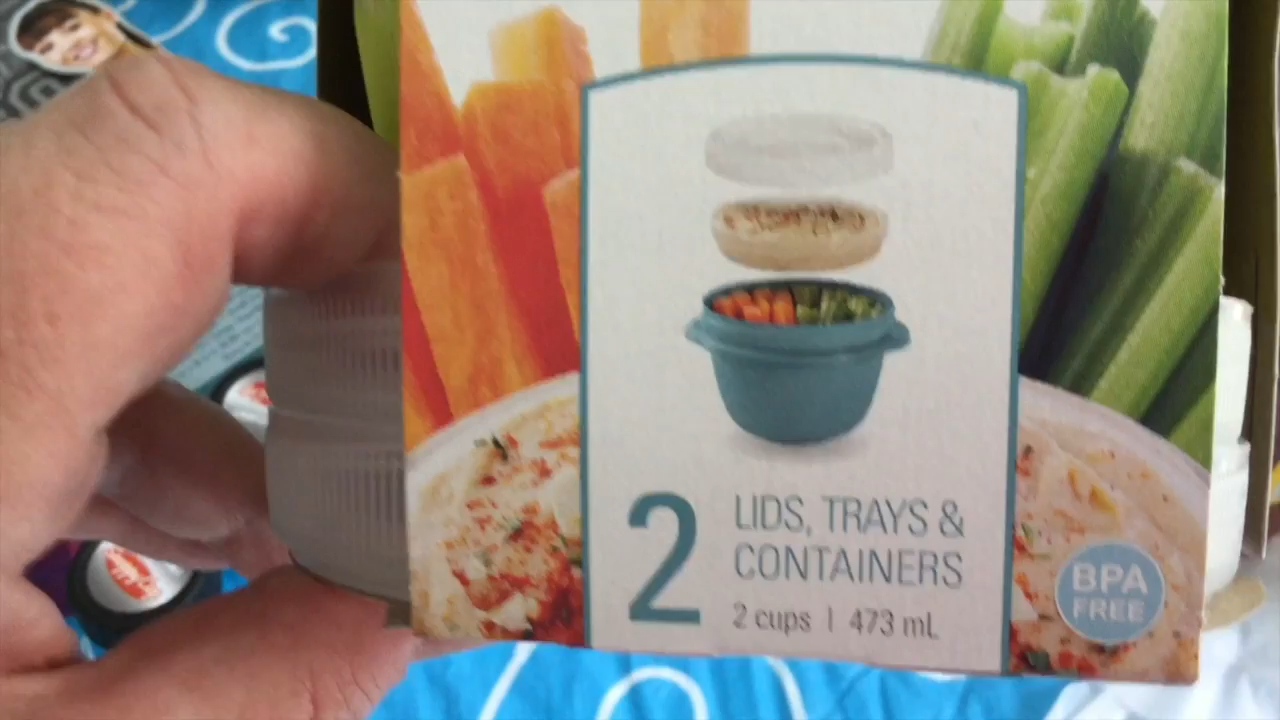 2
LIDS, TRAYS &
CONTAINERS
2 cups | 473 mL
BPA
FREE